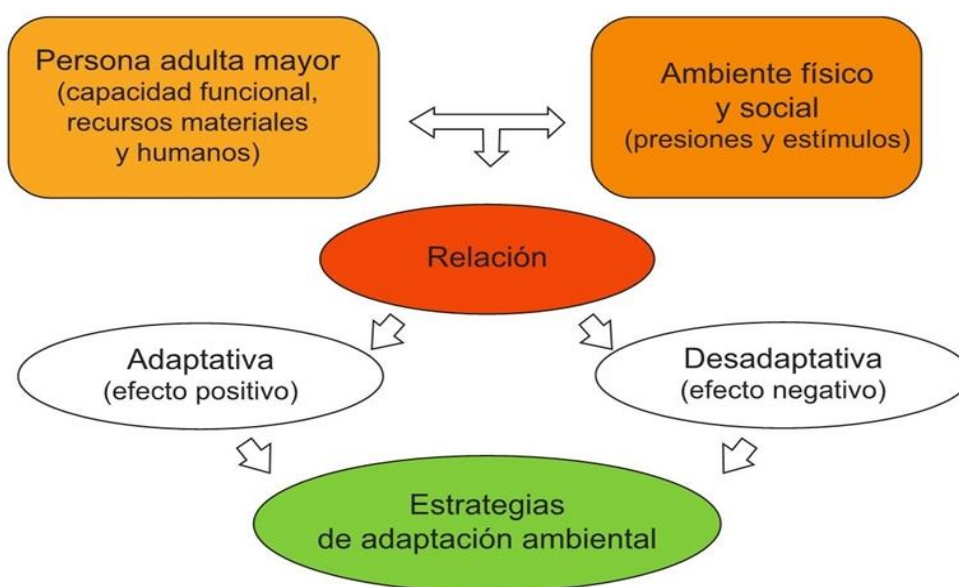 Persona adulta mayor
(capacidad funcional,
recursos materiales
y humanos)
Ambiente físico
y social
(presiones y estímulos)
Relación
Adaptativa
(efecto positivo)
Desadaptativa
(efecto negativo)
Estrategias
de adaptación ambiental